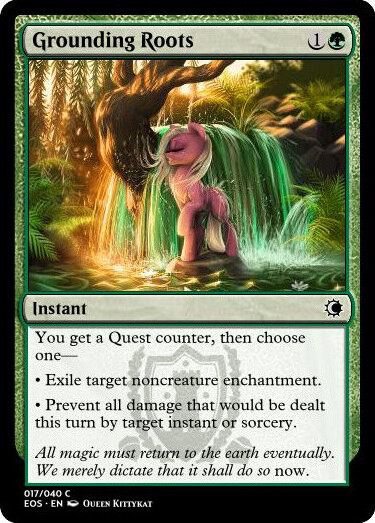 Grounding Roots 1
Instant
You get a Quest counter, then choose
one—
• Exile target noncreature enchantment.
• Prevent all damage that would be dealt
this turn by target instant or sorcery.
All magic must return to the earth eventually.
We merely dictate that it shall do so now.
017/040 C
EOS • EN Queen Kittykat